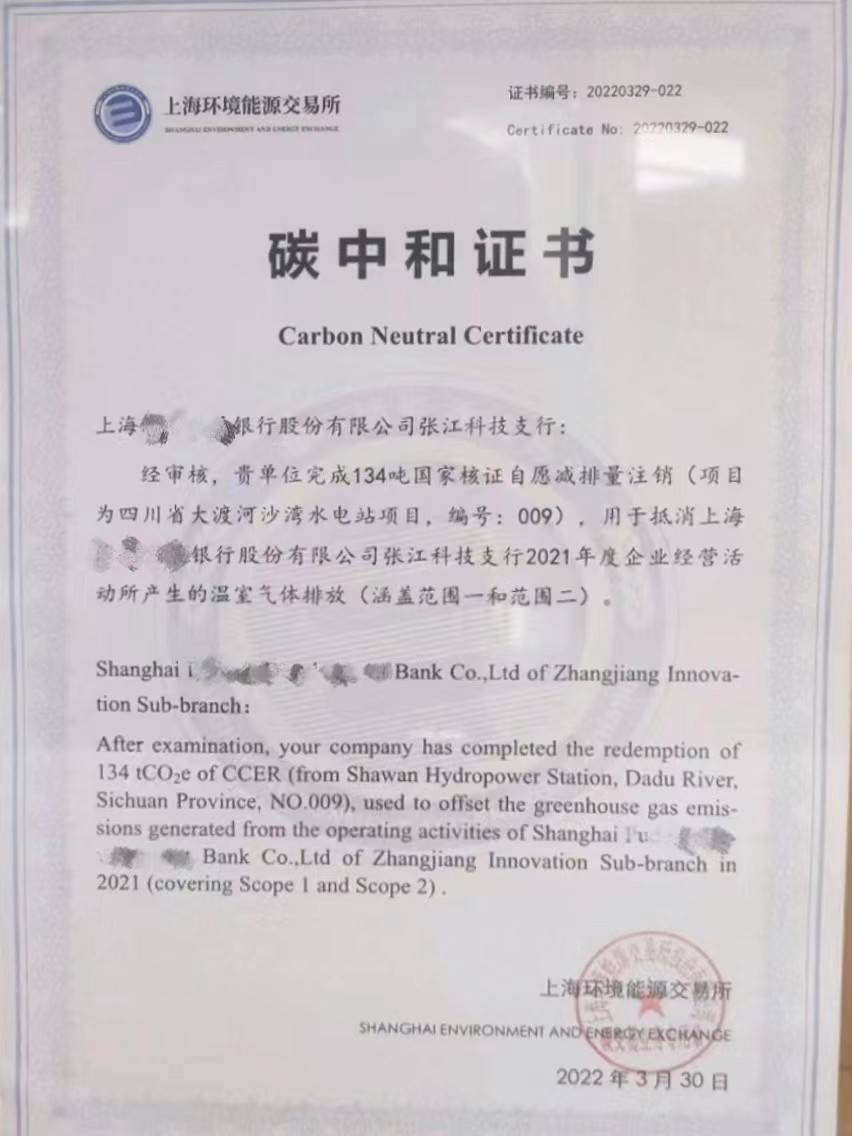 上海环境能源交易所
SHANGHAI ENVIRONMENT AND ENERGY EXCHANGE
证书编号：20220329-022
Certificate No: 20220329-022
碳中和证书
Carbon Neutral Certificate
上海 银行股份有限公司张江科技支行：
经审核，贵单位完成134吨国家核证自愿减排量注销（项目
为四川省大渡河沙湾水电站项目，编号：009），用于抵消上海
银行股份有限公司张江科技支行2021年度企业经营活
动所产生的温室气体排放（涵盖范围一和范围二）。
Shanghai Bank Co.,Ltd of Zhangjiang Innova-
tion Sub-branch:
After examination, your company has completed the redemption of
134 tCO₂e of CCER (from Shawan Hydropower Station, Dadu River,
Sichuan Province, NO.009), used to offset the greenhouse gas emis-
sions generated from the operating activities of Shanghai
Bank Co.,Ltd of Zhangjiang Innovation Sub-branch in
2021 (covering Scope 1 and Scope 2) .
上海环境能源交易所
SHANGHAI ENVIRONMENT AND ENERGY EXCHANGE
2022年3月30日